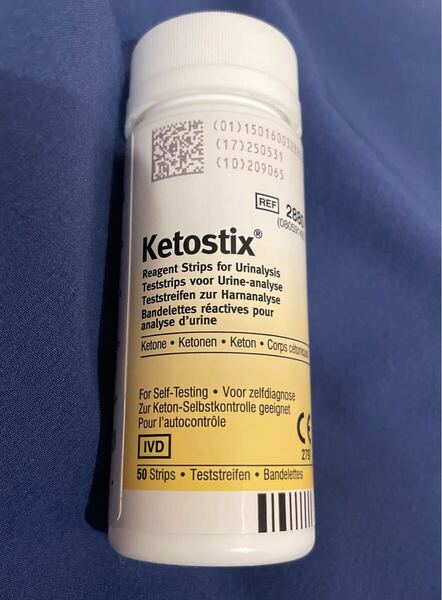 (17)250531
(10)209065
REF
Ketostix®
Reagent Strips for Urinalysis
Teststrips voor Urine-analyse
Teststreifen zur Harnanalyse
Bandelettes réactives pour
analyse d'urine
Ketone • Ketonen • Keton • Corps cétoniques
For Self-Testing • Voor zelfdiagnose
Zur Keton-Selbstkontrolle geeignet
Pour l'autocontrôle
CE
IVD
50 Strips • Teststreifen • Bandelettes